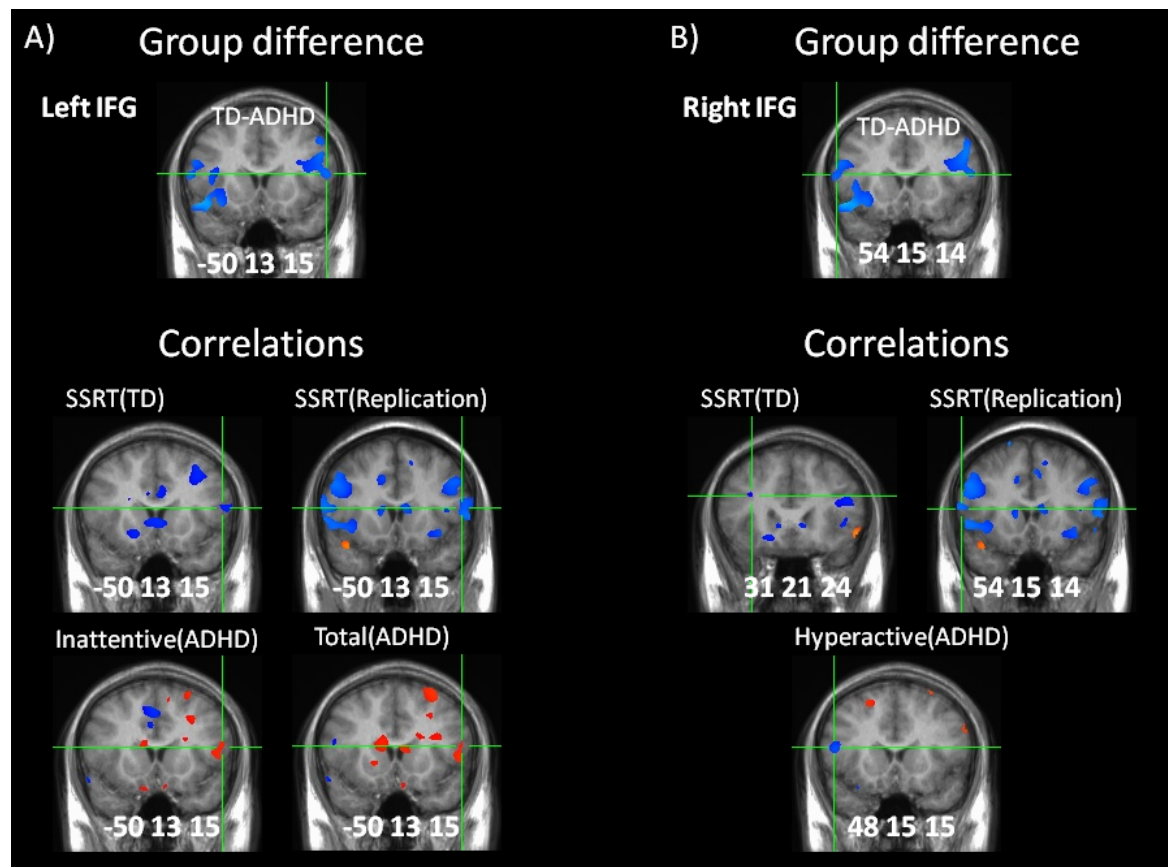 A)
Group difference
Left IFG
TD-ADHD
-50 13 15
Correlations
SSRT(TD)
-50 13 15
SSRT(Replication)
-50 13 15
Inattentive(ADHD)
-50 13 15
Total(ADHD)
-50 13 15
B)
Group difference
Right IFG
TD-ADHD
54 15 14
Correlations
SSRT(TD)
31 21 24
SSRT(Replication)
54 15 14
Hyperactive(ADHD)
48 15 15